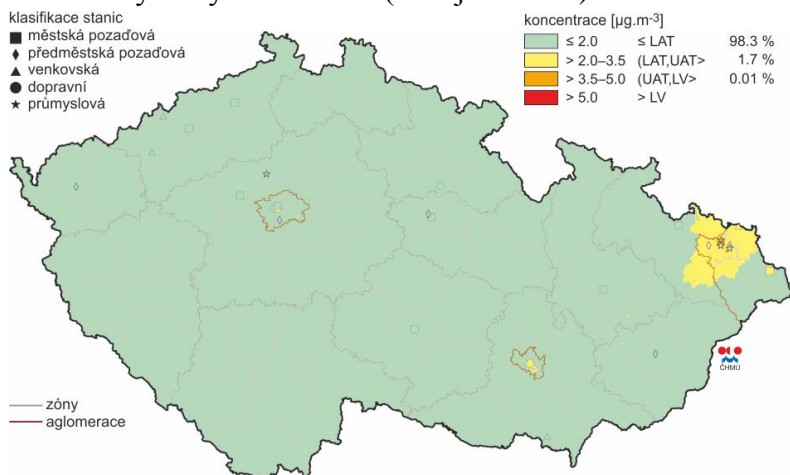 klasifikace stanic
městská pozaďová
předměstská pozaďová
venkovská
dopravní
průmyslová
koncentrace [µg.m-3]
≤ 2.0 ≤ LAT 98.3 %
> 2.0–3.5 (LAT,UAT> 1.7 %
> 3.5–5.0 (UAT,LV> 0.01 %
> 5.0 > LV
ČHMÚ
zóny
aglomerace